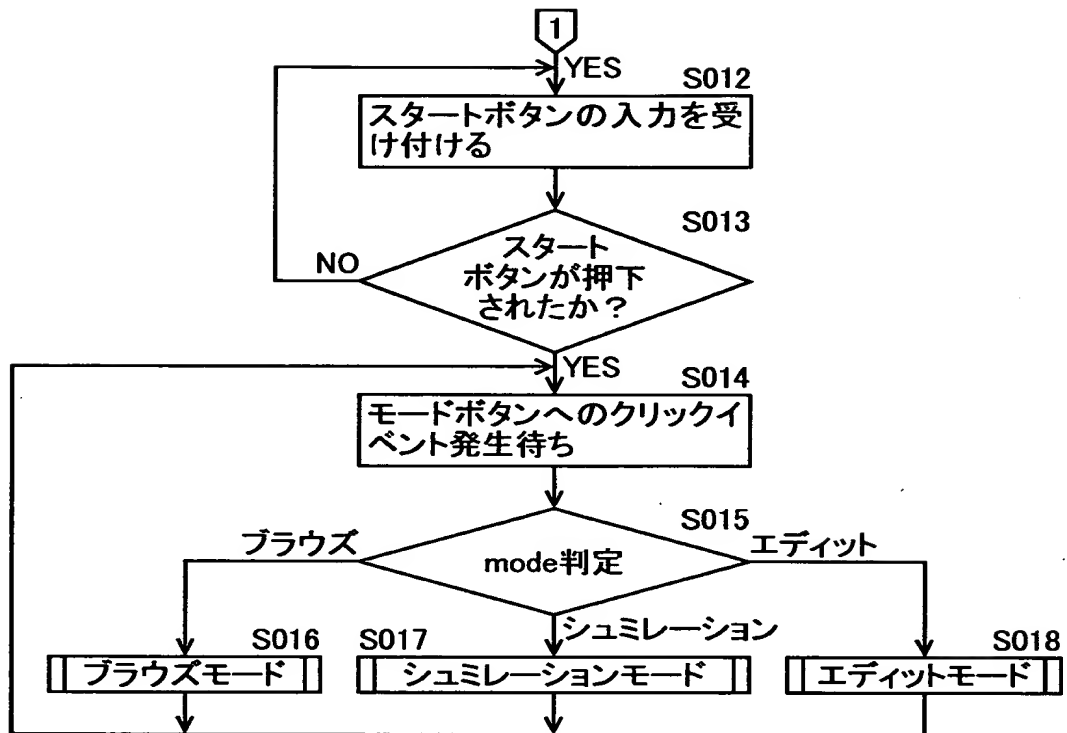 1
YES
S012
スタートボタンの入力を受
け付ける
S013
スタート
ボタンが押下
されたか？
NO
YES
S014
モードボタンへのクリックイ
ベント発生待ち
S015
mode判定
ブラウズ
エディット
シュミレーション
S016
ブラウズモード
S017
シュミレーションモード
S018
エディットモード